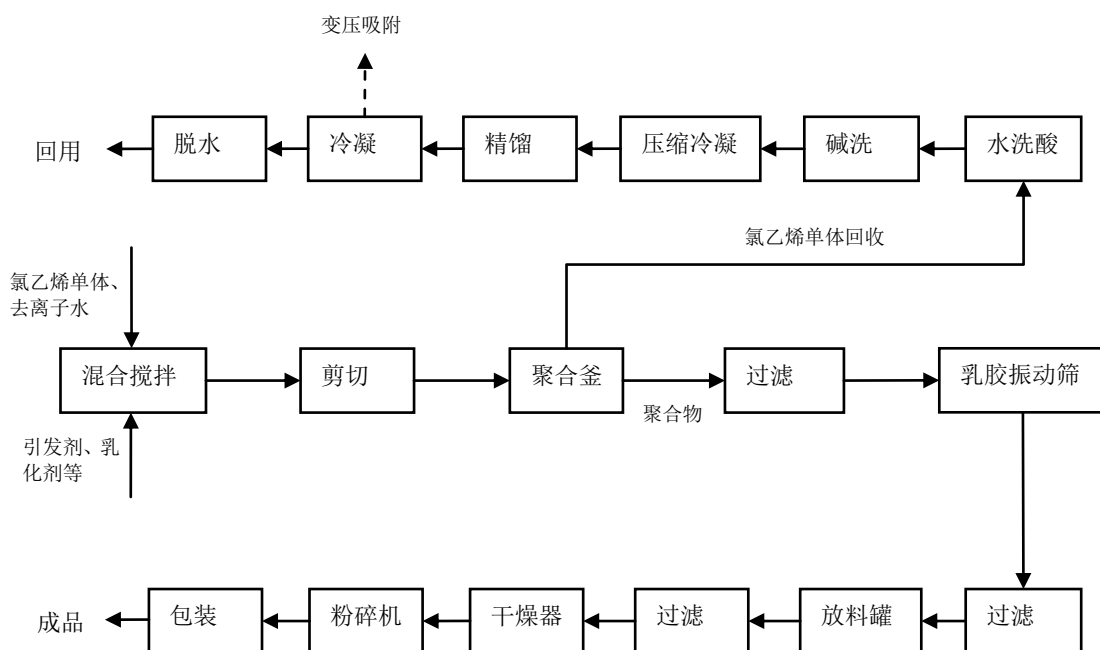 变压吸附
回用
脱水
冷凝
精馏
压缩冷凝
碱洗
水洗酸
氯乙烯单体回收
氯乙烯单体、
去离子水
混合搅拌
剪切
聚合釜
过滤
乳胶振动筛
聚合物
引发剂、乳
化剂等
成品
包装
粉碎机
干燥器
过滤
放料罐
过滤